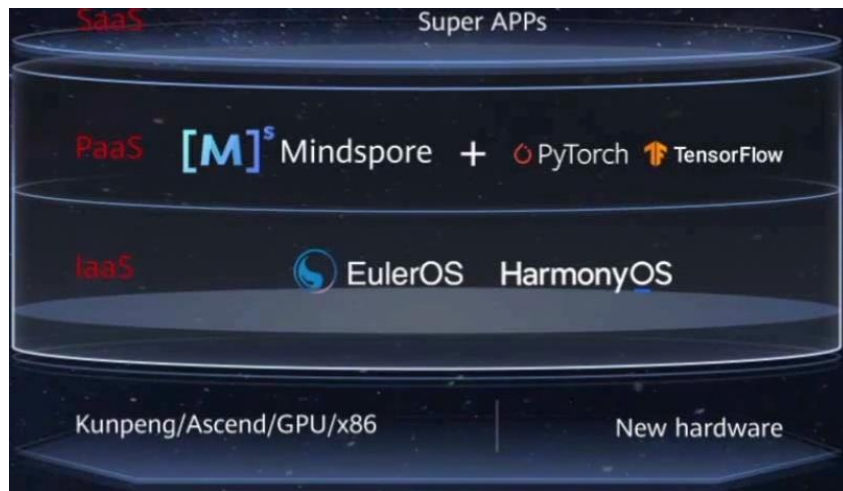 SaaS Super APPs
PaaS [M]s Mindspore + PyTorch TensorFlow
IaaS EulerOS HarmonyOS
Kunpeng/Ascend/GPU/x86 New hardware